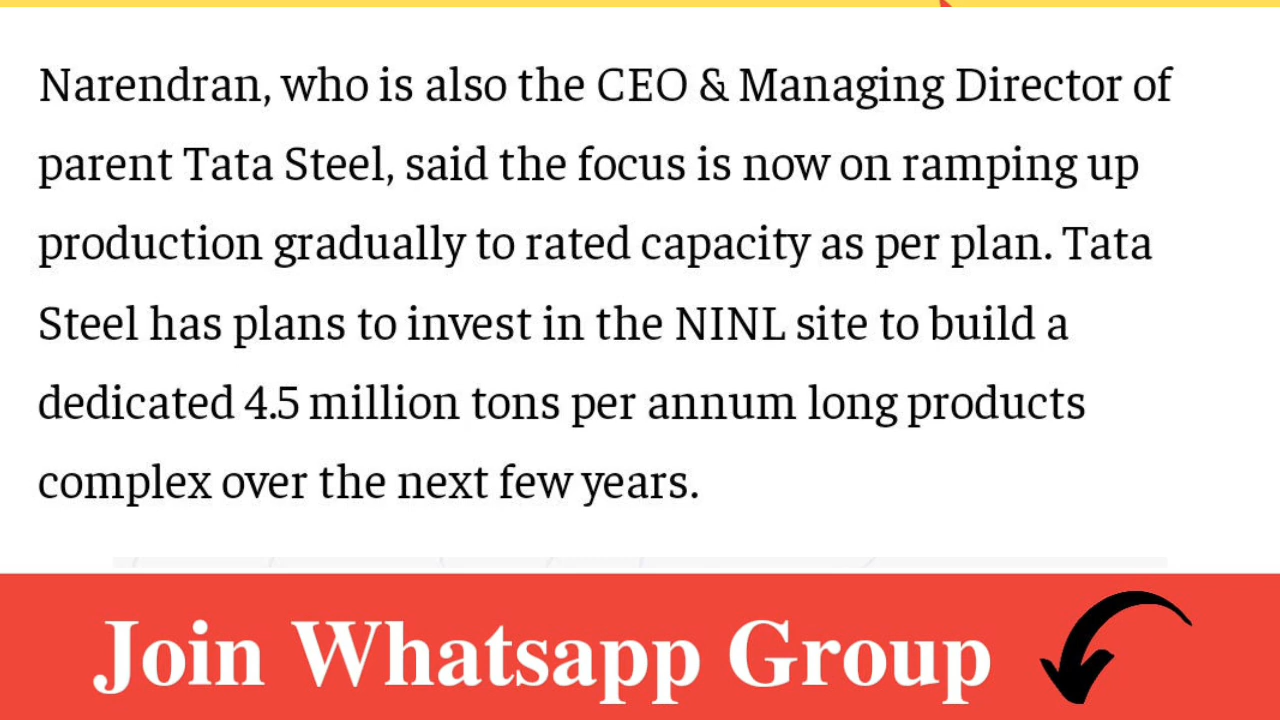 Narendran, who is also the CEO & Managing Director of
parent Tata Steel, said the focus is now on ramping up
production gradually to rated capacity as per plan. Tata
Steel has plans to invest in the NINL site to build a
dedicated 4.5 million tons per annum long products
complex over the next few years.
Join Whatsapp Group